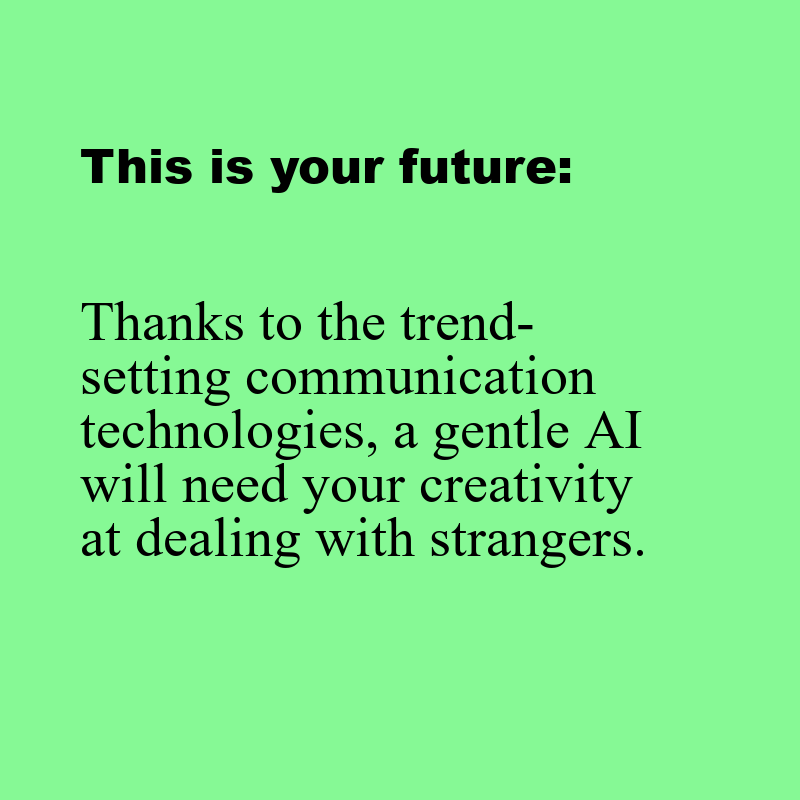 This is your future:
Thanks to the trend-
setting communication
technologies, a gentle AI
will need your creativity
at dealing with strangers.